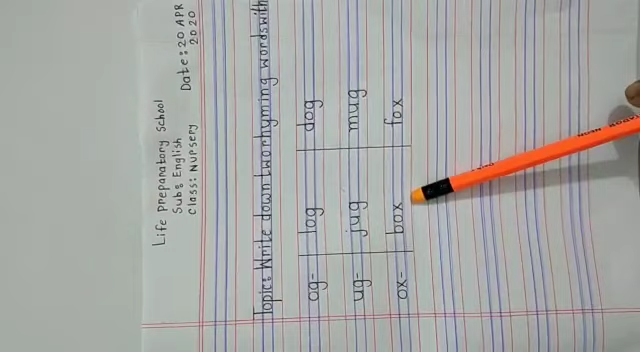 Life preparatory School
Sub: English
Class: Nursery
Date: 20 APR
2020
Topic: Write down two rhyming words with
og- log dog
ug- jug mug
ox- box fox